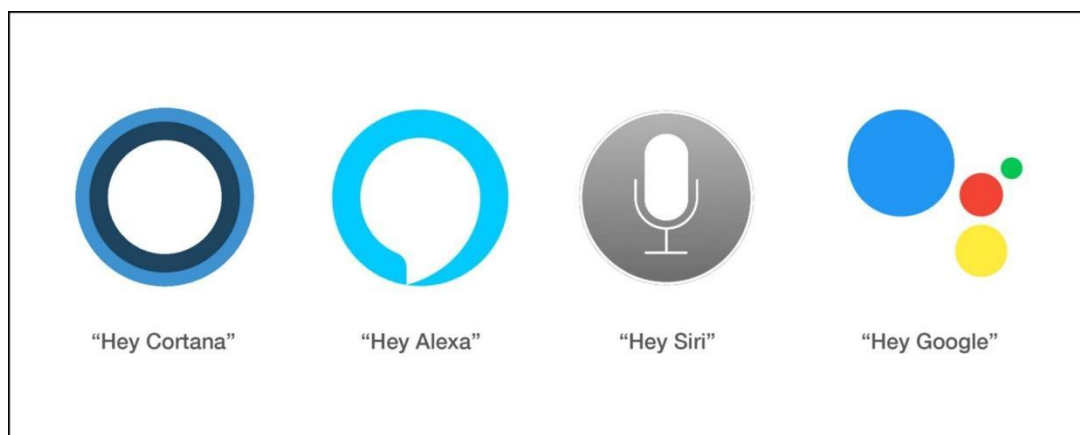 “Hey Cortana”
“Hey Alexa”
“Hey Siri”
“Hey Google”